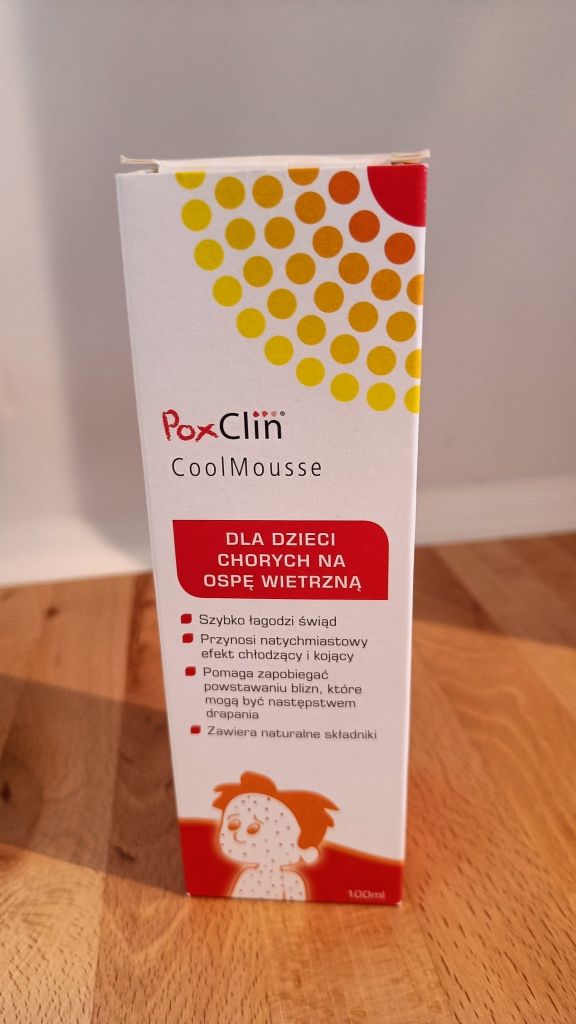 PoxClin®
CoolMousse
DLA DZIECI
CHORYCH NA
OSPĘ WIETRZNĄ
Szybko łagodzi świąd
Przynosi natychmiastowy
efekt chłodzący i kojący
Pomaga zapobiegać
powstawaniu blizn, które
mogą być następstwem
drapania
Zawiera naturalne składniki
100ml